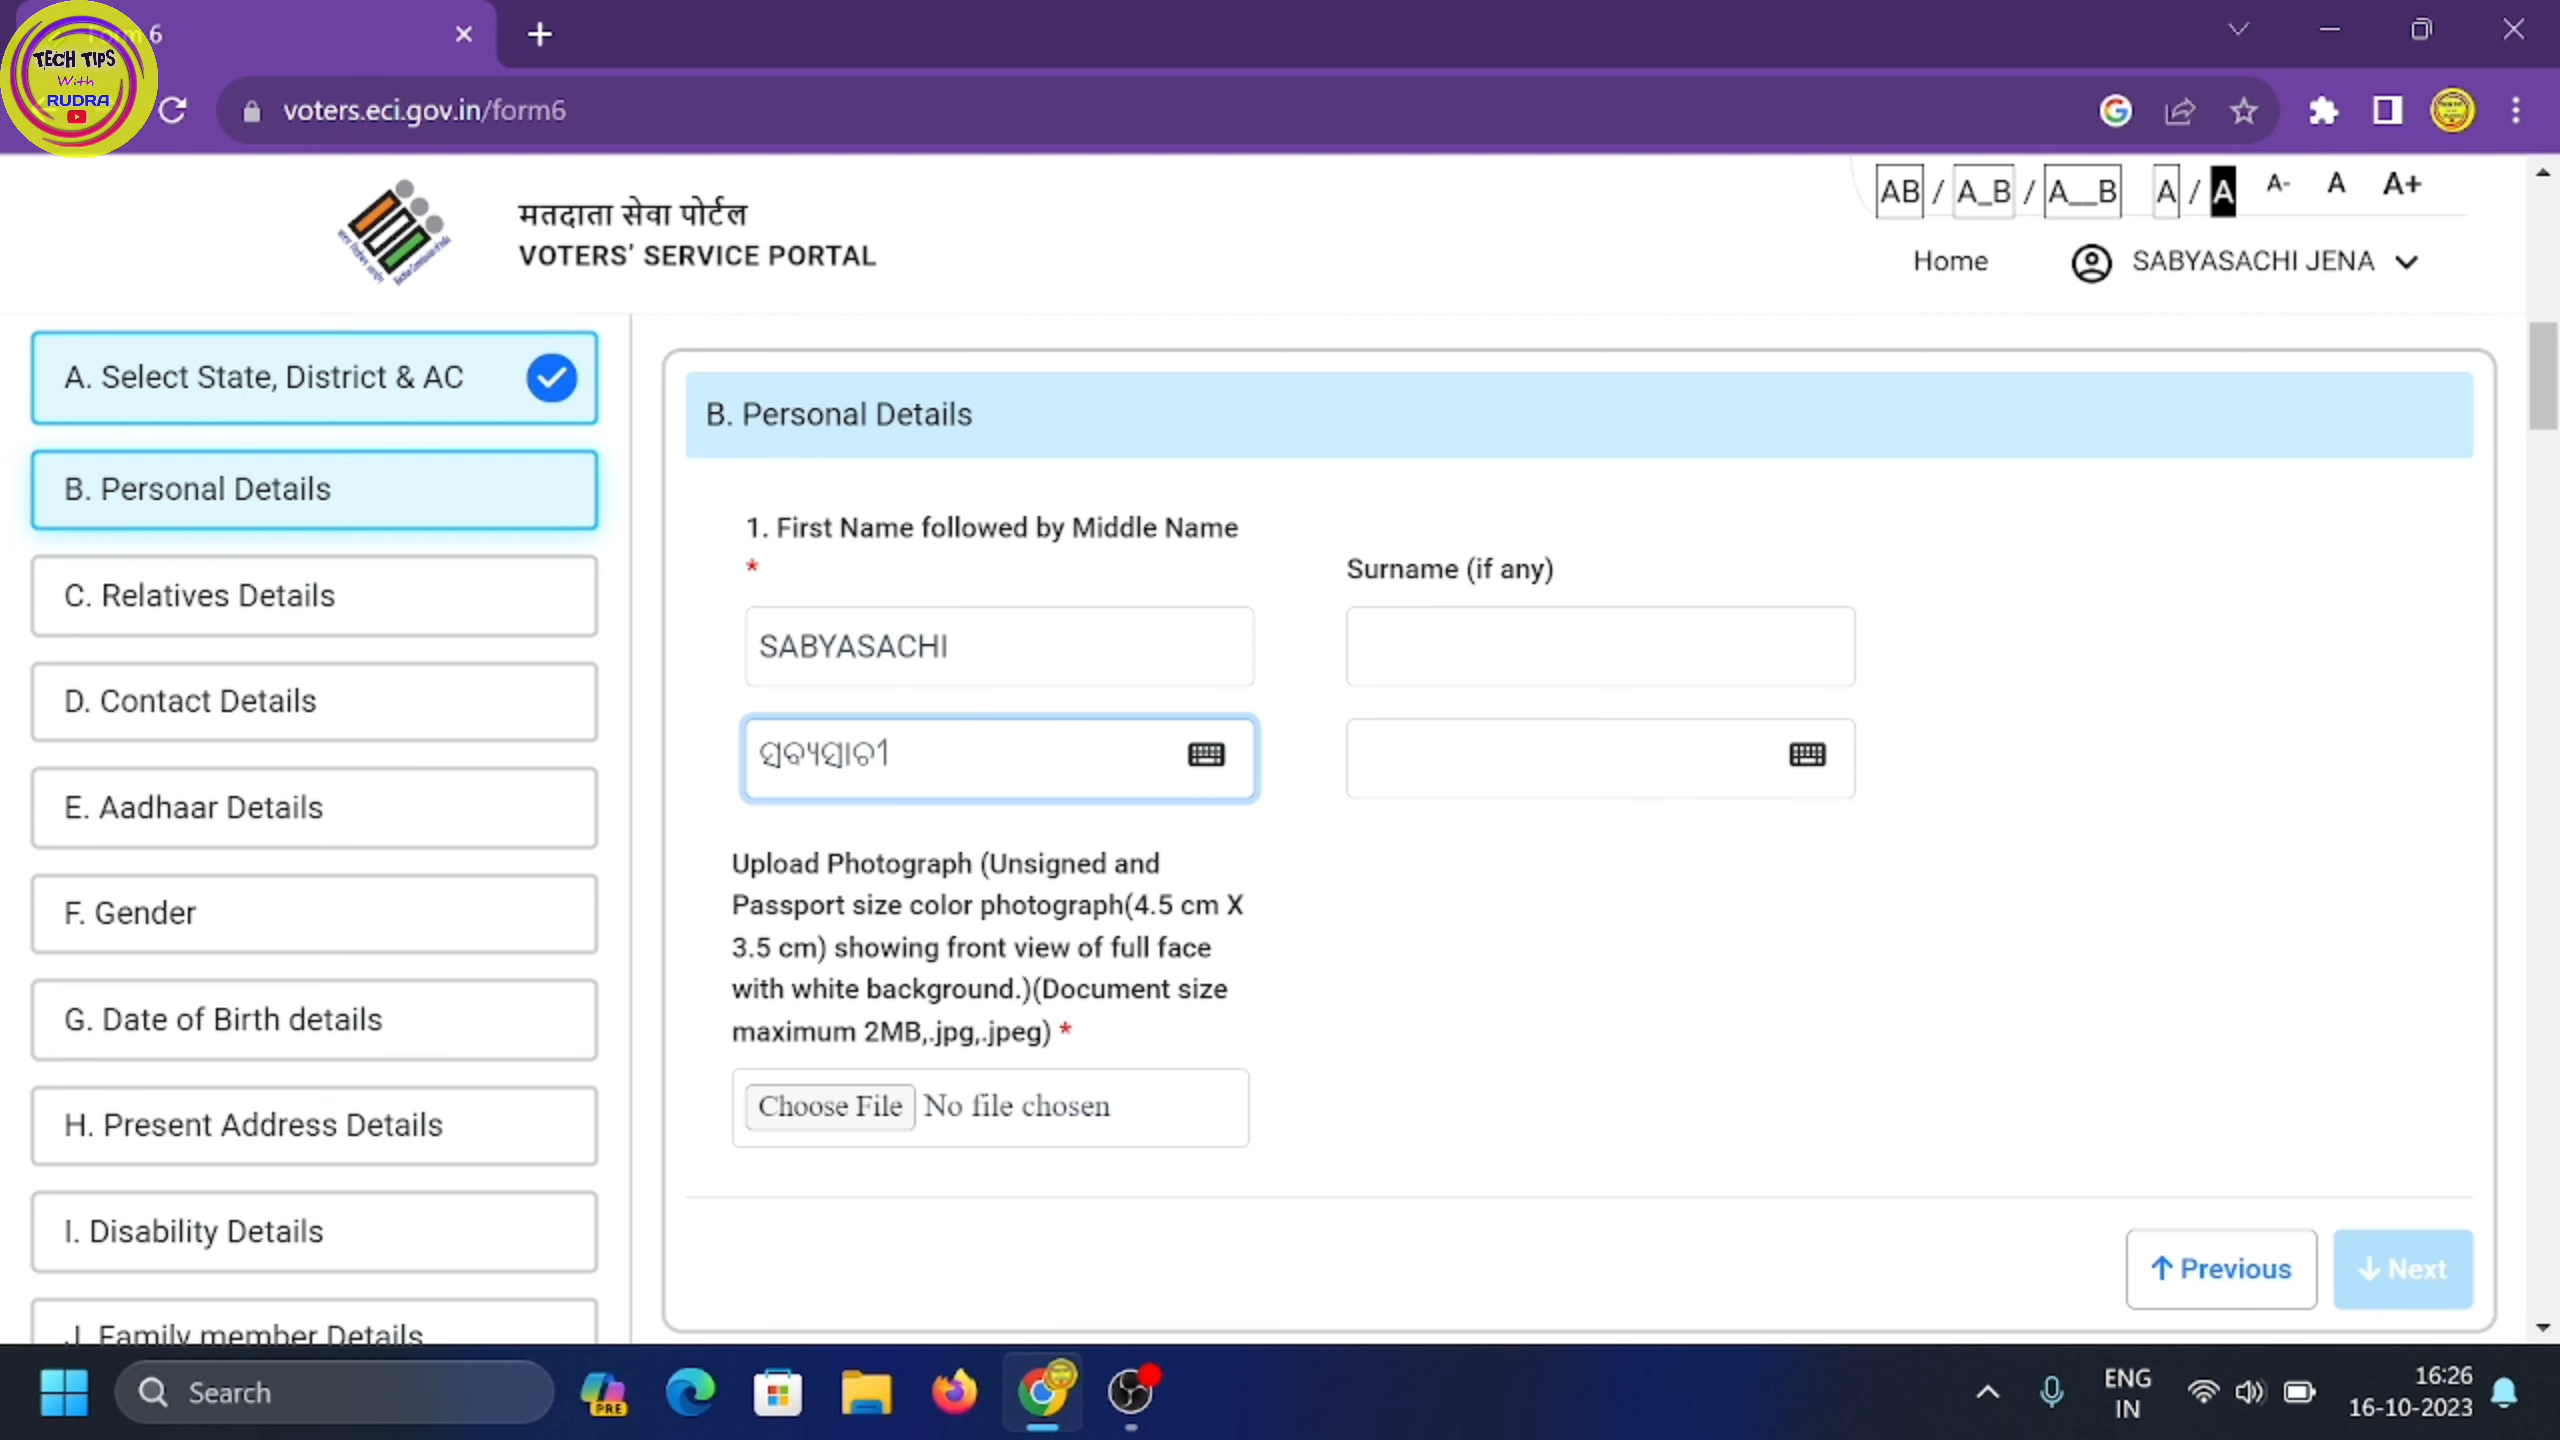 Form 6
TECH TIPS
With
RUDRA
voters.eci.gov.in/form6
मतदाता सेवा पोर्टल
VOTERS' SERVICE PORTAL
AB / A_B / A__B A / A A- A A+
Home SABYASACHI JENA
A. Select State, District & AC
B. Personal Details
C. Relatives Details
D. Contact Details
E. Aadhaar Details
F. Gender
G. Date of Birth details
H. Present Address Details
I. Disability Details
J. Family member Details
B. Personal Details
1. First Name followed by Middle Name
*
Surname (if any)
SABYASACHI
ସବ୍ୟସାଚୀ
Upload Photograph (Unsigned and
Passport size color photograph(4.5 cm X
3.5 cm) showing front view of full face
with white background.)(Document size
maximum 2MB,.jpg,.jpeg) *
Choose File No file chosen
Previous
Next
Search
PRE
ENG
IN
16:26
16-10-2023